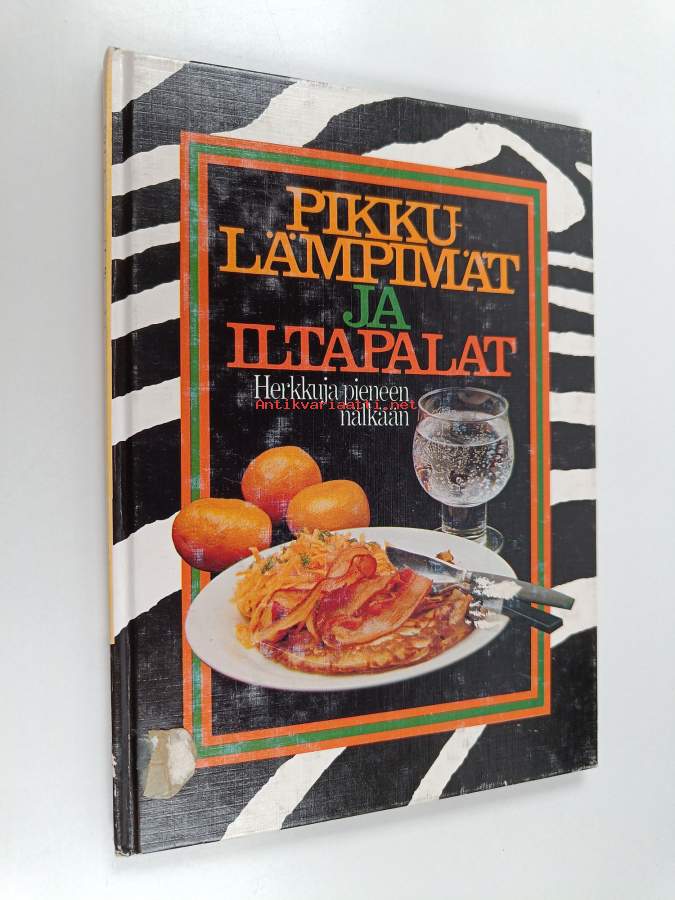 PIKKU-
LÄMPIMÄT
JA
ILTAPALAT
Herkkuja pieneen
Antikvariaatti.net
nälkään